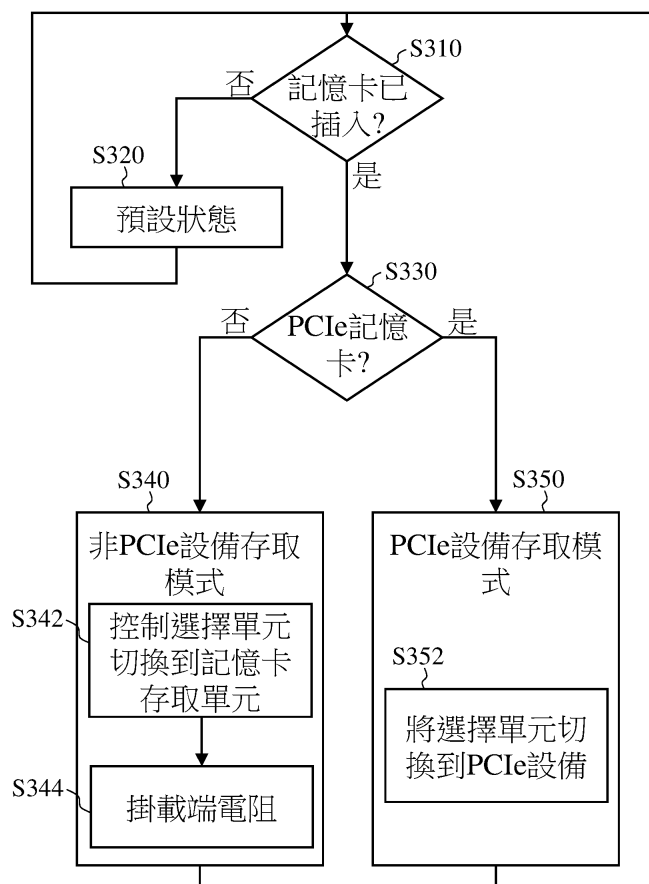 S310
記憶卡已
插入?
否
是
S320
預設狀態
S330
PCIe記憶
卡?
否
是
S340
非PCIe設備存取
模式
S342
控制選擇單元
切換到記憶卡
存取單元
S344
掛載端電阻
S350
PCIe設備存取模
式
S352
將選擇單元切
換到PCIe設備